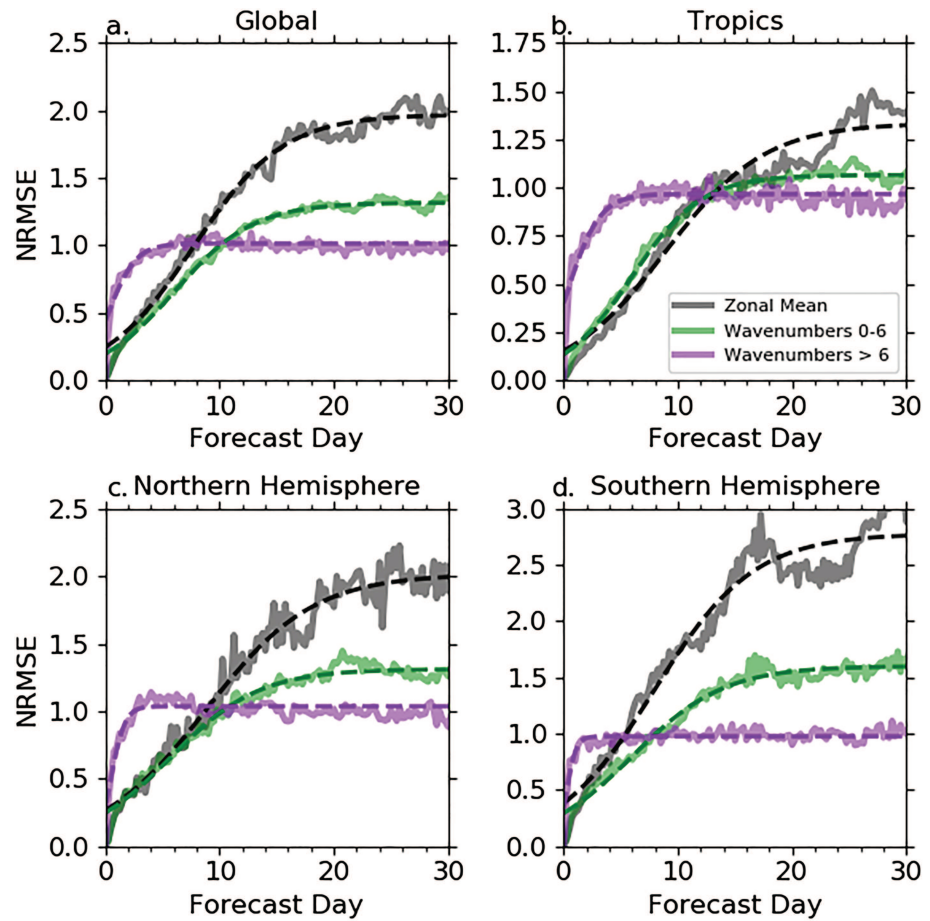 a. Global
2.5
2.0
1.5
1.0
0.5
0.0
NRMSE
0 10 20 30
Forecast Day
b. Tropics
1.75
1.50
1.25
1.00
0.75
0.50
0.25
0.00
Zonal Mean
Wavenumbers 0-6
Wavenumbers > 6
0 10 20 30
Forecast Day
c. Northern Hemisphere
2.5
2.0
1.5
1.0
0.5
0.0
NRMSE
0 10 20 30
Forecast Day
d. Southern Hemisphere
3.0
2.5
2.0
1.5
1.0
0.5
0.0
0 10 20 30
Forecast Day